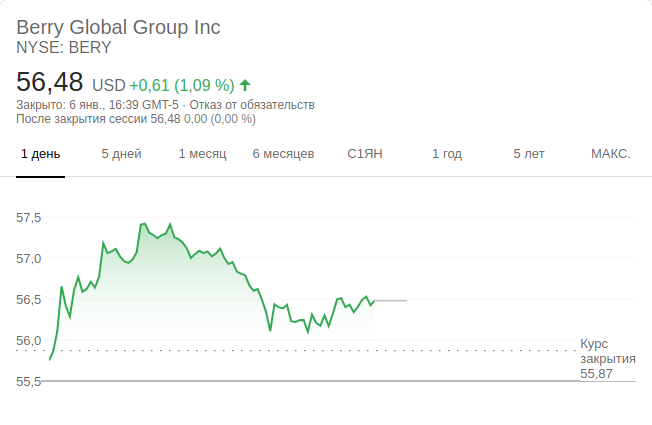 Berry Global Group Inc
NYSE: BERY
56,48 USD +0,61 (1,09 %)
Закрыто: 6 янв., 16:39 GMT-5 · Отказ от обязательств
После закрытия сессии 56,48 0,00 (0,00 %)
1 день 5 дней 1 месяц 6 месяцев С1ЯН 1 год 5 лет МАКС.
57,5
57,0
56,5
56,0
55,5
Курс
закрытия
55,87